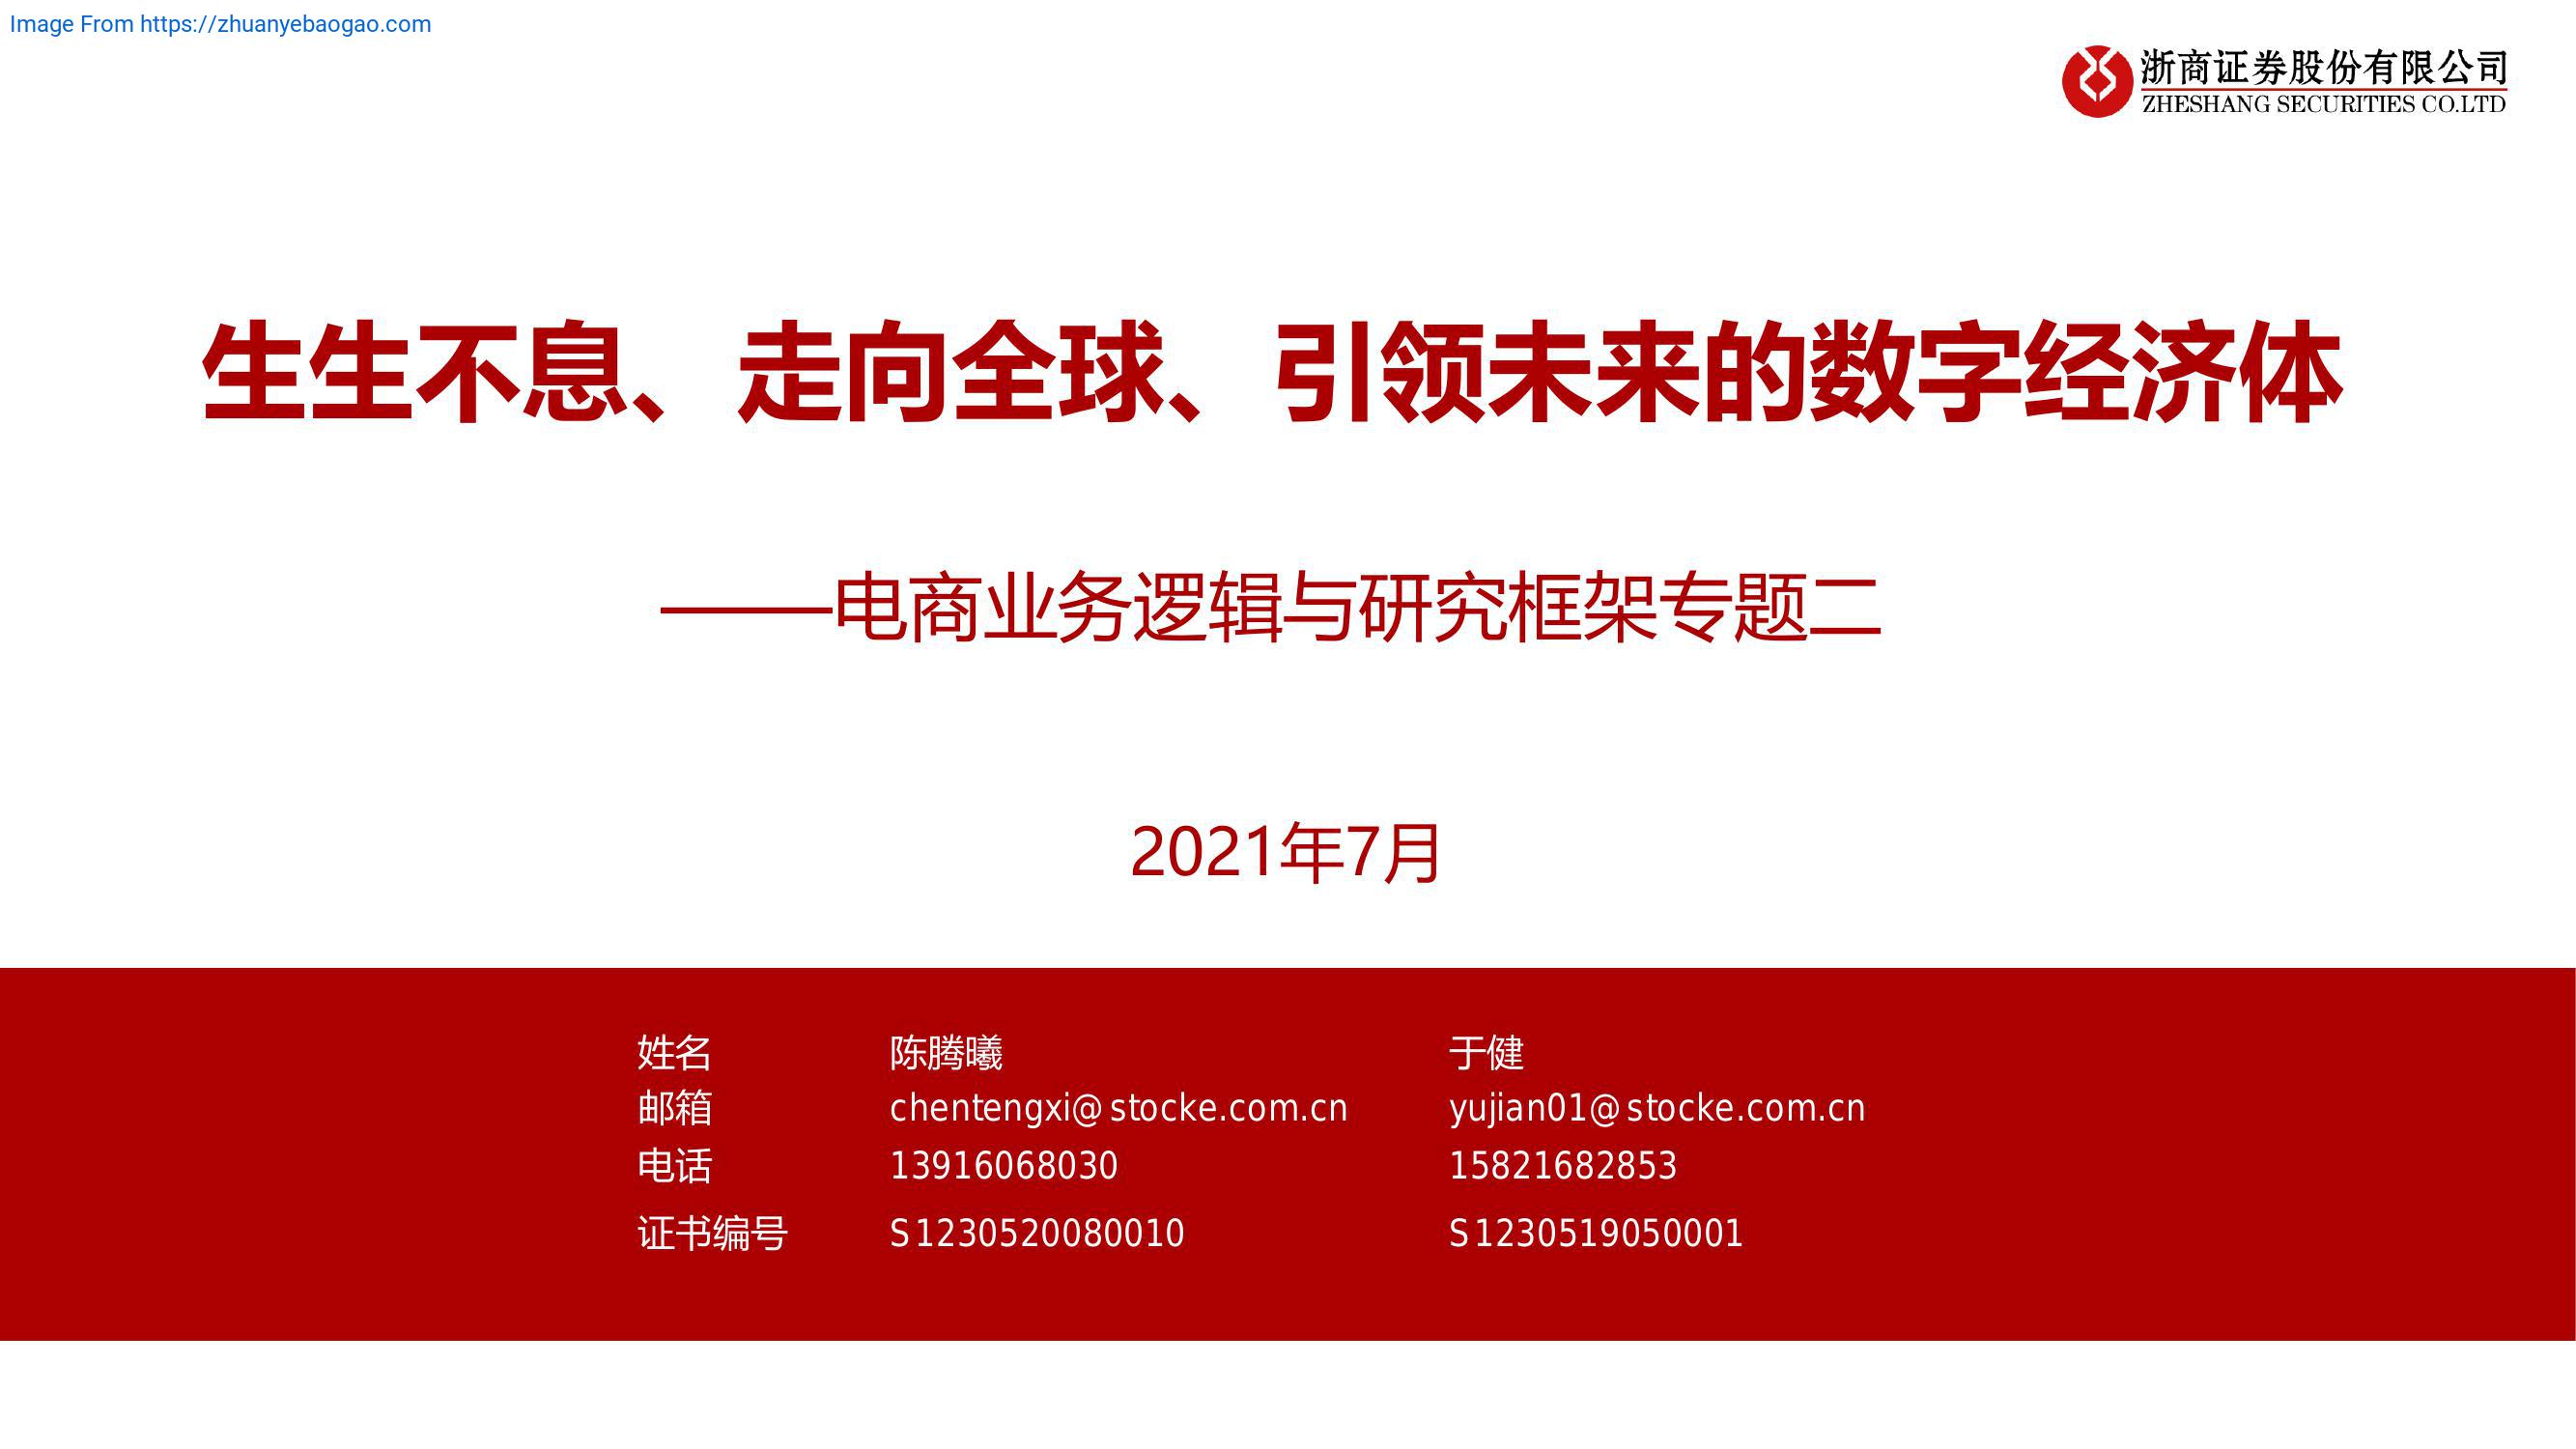 Image From https://zhuanyebaogao.com
浙商证券股份有限公司
ZHESHANG SECURITIES CO.LTD
生生不息、走向全球、引领未来的数字经济体
——电商业务逻辑与研究框架专题二
2021年7月
姓名 陈腾曦 于健
邮箱 chentengxi@stocke.com.cn yujian01@stocke.com.cn
电话 13916068030 15821682853
证书编号 S1230520080010 S1230519050001